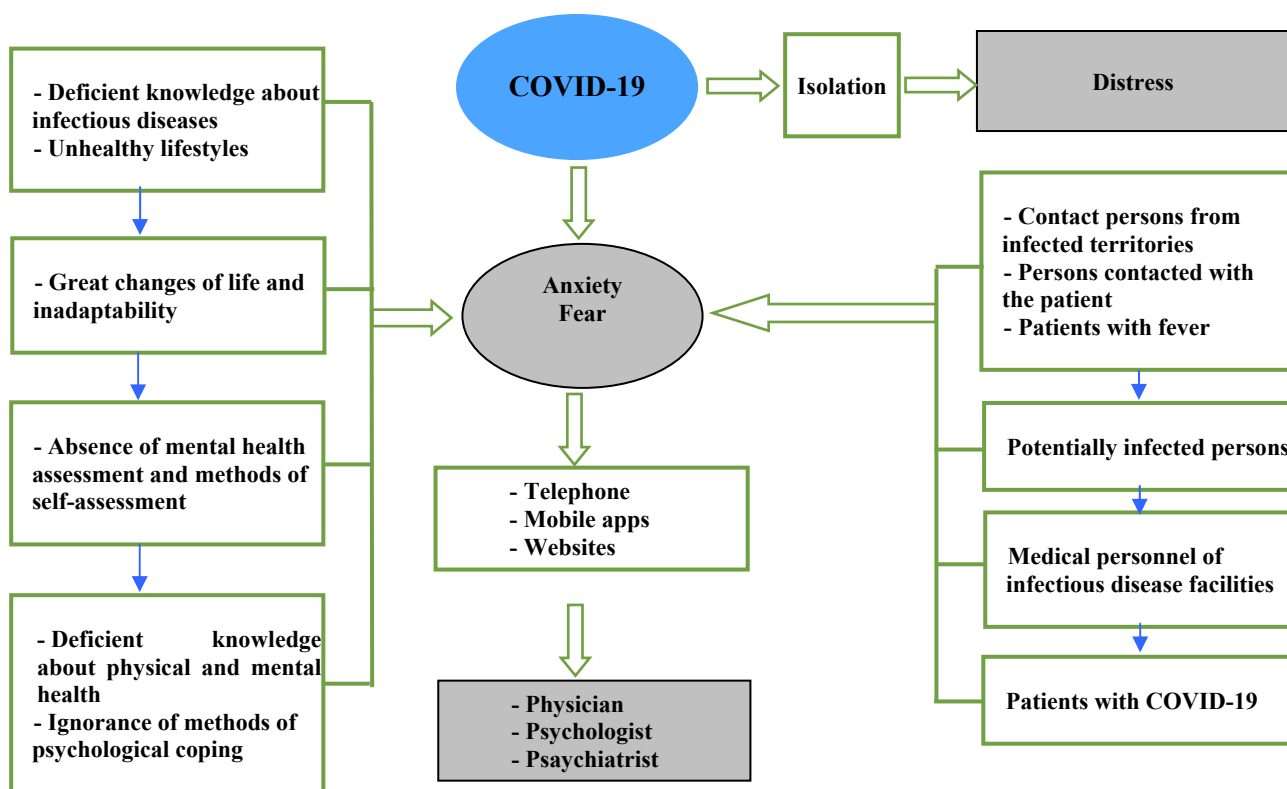 COVID-19
Isolation
Distress
- Deficient knowledge about
infectious diseases
- Unhealthy lifestyles
- Great changes of life and
inadaptability
- Absence of mental health
assessment and methods of
self-assessment
- Deficient knowledge
about physical and mental
health
- Ignorance of methods of
psychological coping
Anxiety
Fear
- Telephone
- Mobile apps
- Websites
- Physician
- Psychologist
- Psaychiatrist
- Contact persons from
infected territories
- Persons contacted with
the patient
- Patients with fever
Potentially infected persons
Medical personnel of
infectious disease facilities
Patients with COVID-19